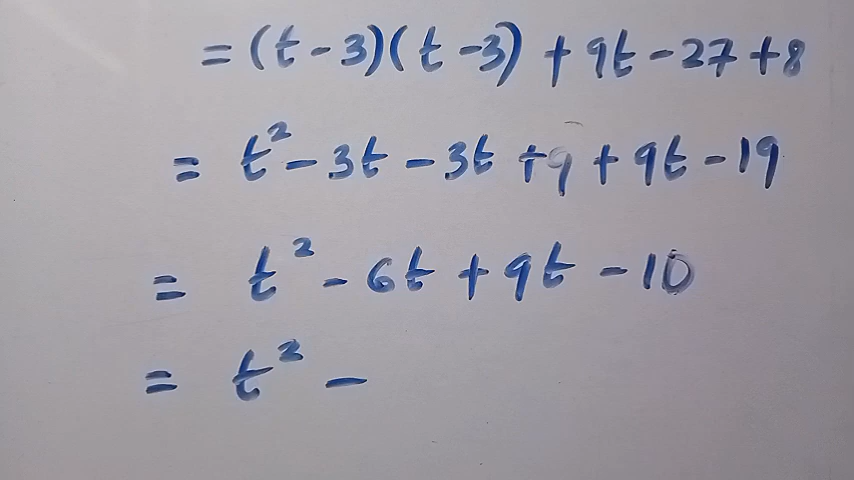 = (t - 3)(t - 3) + 9t - 27 + 8
= t² - 3t - 3t + 9 + 9t - 19
= t² - 6t + 9t - 10
= t² -